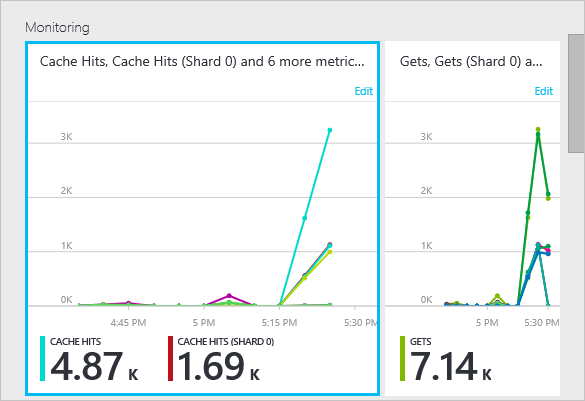 Monitoring
Cache Hits, Cache Hits (Shard 0) and 6 more metric...
Edit
3K
2K
1K
0K
4:45 PM
5 PM
5:15 PM
5:30 PM
CACHE HITS
4.87 K
CACHE HITS (SHARD 0)
1.69 K
Gets, Gets (Shard 0) a...
Edit
3K
2K
1K
0K
5 PM
5:30 PM
GETS
7.14 K